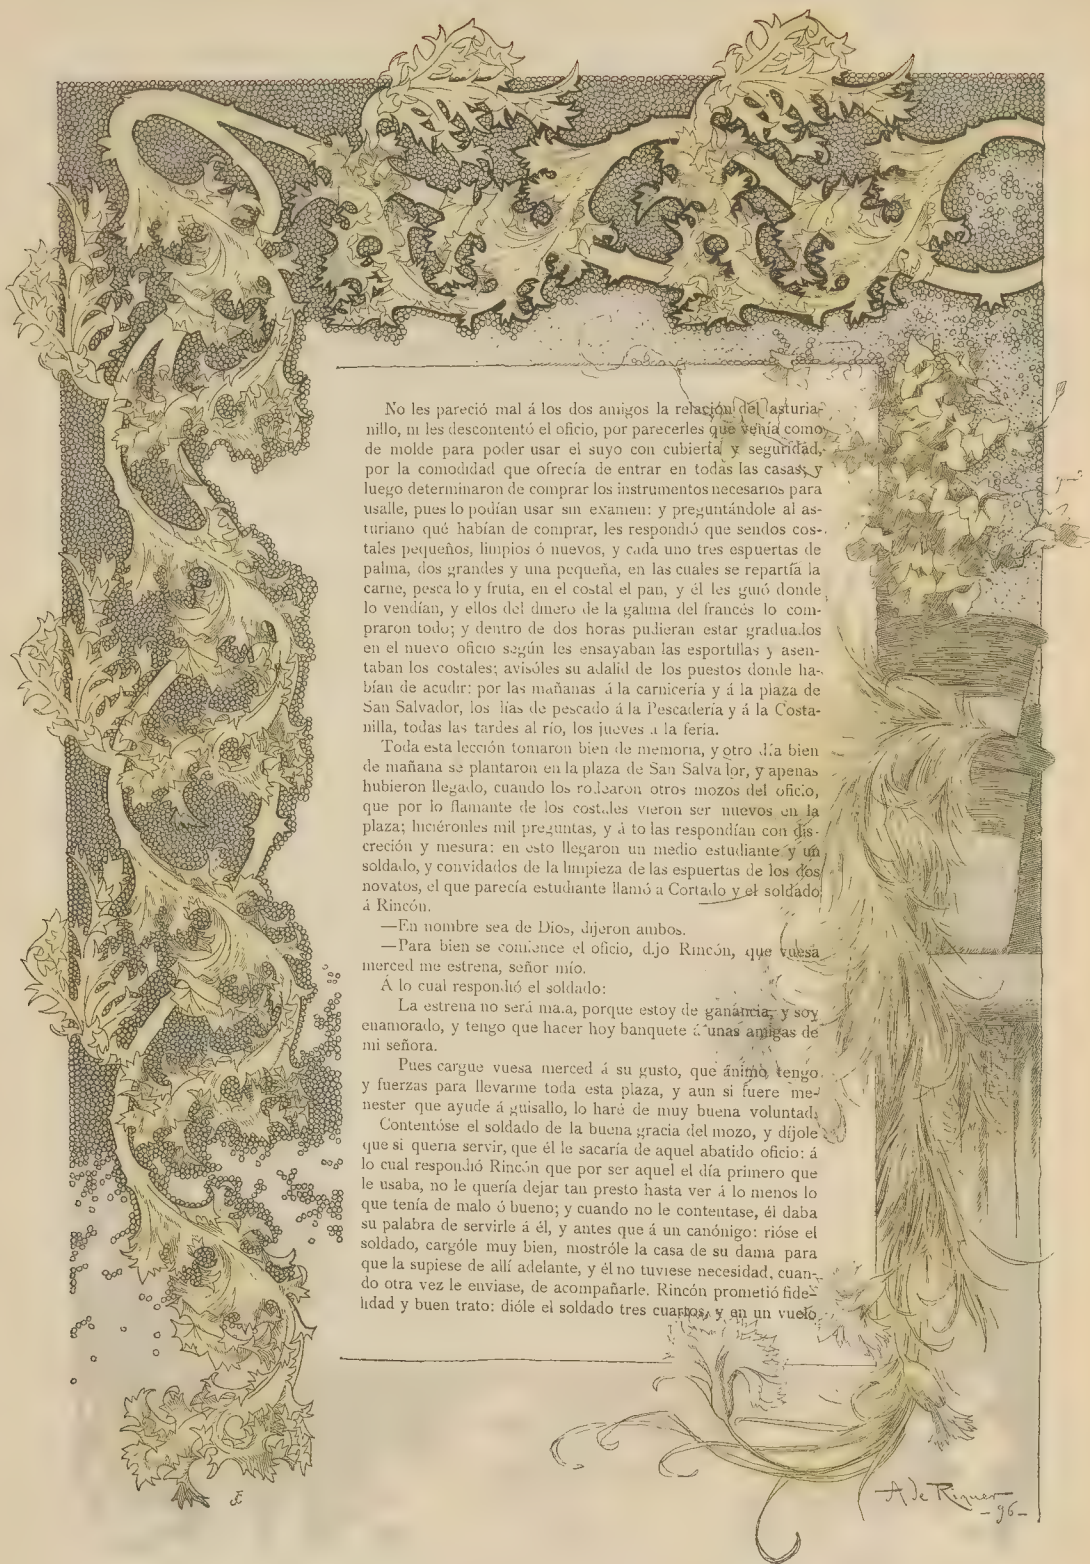 No les pareció mal á los dos amigos la relación del asturia-
nillo, ni les descontentó el oficio, por parecerles que venía como
de molde para poder usar el suyo con cubierta y seguridad,
por la comodidad que ofrecía de entrar en todas las casas; y
luego determinaron de comprar los instrumentos necesarios para
usalle, pues lo podían usar sin examen: y preguntándole al as-
turiano qué habían de comprar, les respondió que sendos cos-
tales pequeños, limpios ó nuevos, y cada uno tres espuertas de
palma, dos grandes y una pequeña, en las cuales se repartía la
carne, pescado y fruta, en el costal el pan, y él les guió donde
lo vendían, y ellos del dinero de la galima del francés lo com-
praron todo; y dentro de dos horas pudieran estar graduados
en el nuevo oficio según les ensayaban las esportillas y asen-
taban los costales; avisóles su adalid de los puestos donde ha-
bían de acudir: por las mañanas á la carnicería y á la plaza de
San Salvador, los días de pescado á la Pescadería y á la Costa-
nilla, todas las tardes al río, los jueves á la feria.
Toda esta lección tomaron bien de memoria, y otro día bien
de mañana se plantaron en la plaza de San Salvador, y apenas
hubieron llegado, cuando los rodearon otros mozos del oficio,
que por lo flamante de los costales vieron ser nuevos en la
plaza; hiciéronles mil preguntas, y á todas respondían con dis-
creción y mesura: en esto llegaron un medio estudiante y un
soldado, y convidados de la limpieza de las espuertas de los dos
novatos, el que parecía estudiante llamó a Cortado y el soldado
á Rincón.
—En nombre sea de Dios, dijeron ambos.
—Para bien se comience el oficio, dijo Rincón, que vuesa
merced me estrena, señor mío.
Á lo cual respondió el soldado:
La estrena no será mala, porque estoy de ganáncia, y soy
enamorado, y tengo que hacer hoy banquete á unas amigas de
mi señora.
Pues cargue vuesa merced á su gusto, que ánimo tengo
y fuerzas para llevarme toda esta plaza, y aun si fuere me-
nester que ayude á guisallo, lo haré de muy buena voluntad.
Contentóse el soldado de la buena gracia del mozo, y díjole
que si queria servir, que él le sacaría de aquel abatido oficio: á
lo cual respondió Rincón que por ser aquel el día primero que
le usaba, no le quería dejar tan presto hasta ver á lo menos lo
que tenía de malo ó bueno; y cuando no le contentase, él daba
su palabra de servirle á él, y antes que á un canónigo: rióse el
soldado, cargóle muy bien, mostróle la casa de su dama para
que la supiese de allí adelante, y él no tuviese necesidad, cuan-
do otra vez le enviase, de acompañarle. Rincón prometió fide-
lidad y buen trato: dióle el soldado tres cuartos, y en un vuelo
A de Riquer
-96-